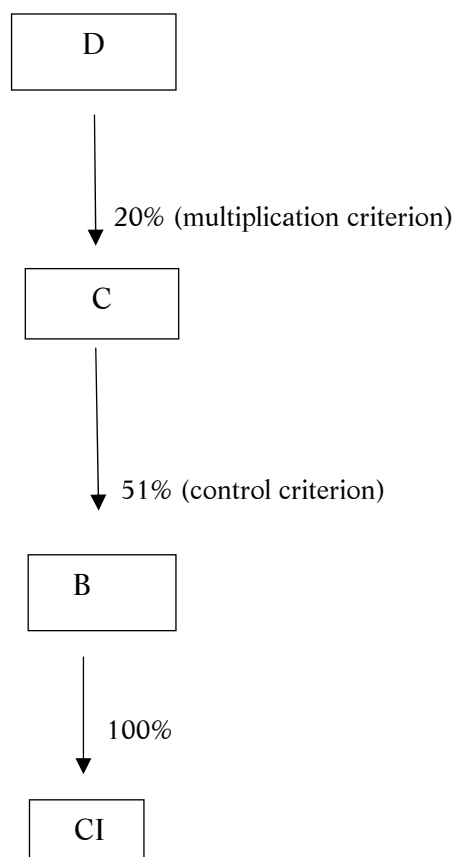 D
20% (multiplication criterion)
C
51% (control criterion)
B
100%
CI